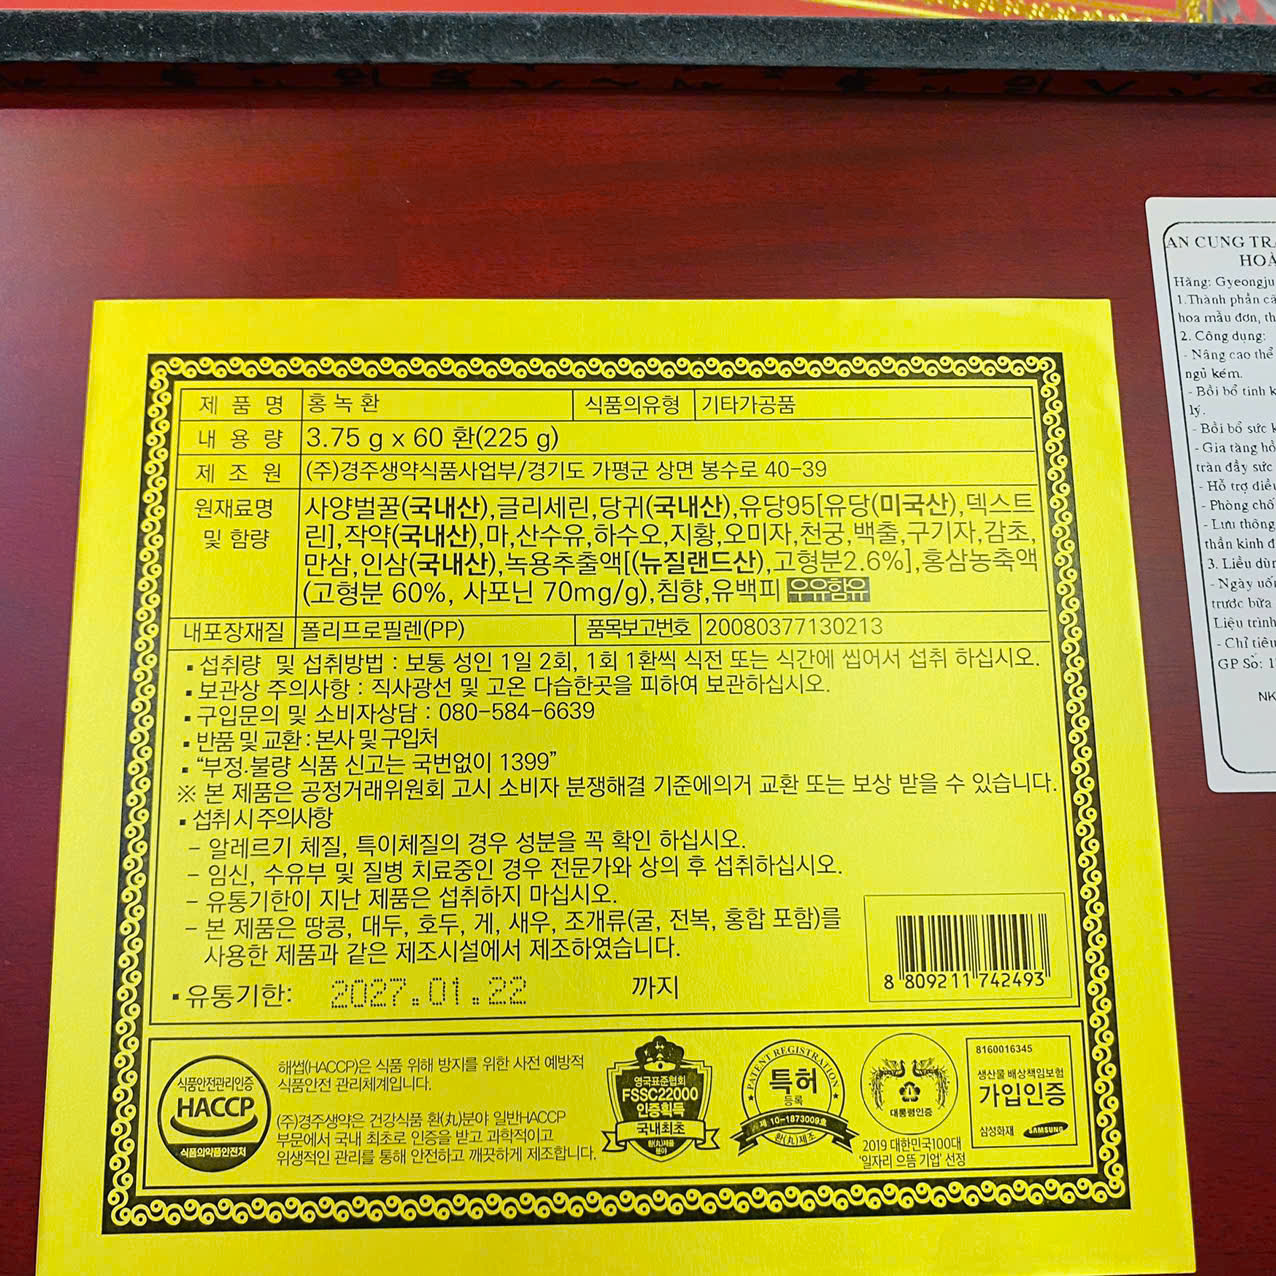 제 품 명 홍녹환 식품의유형 기타가공품
내 용 량 3.75 g x 60 환(225 g)
제 조 원 (주)경주생약식품사업부/경기도 가평군 상면 봉수로 40-39
원재료명 및 함량 사양벌꿀(국내산),글리세린,당귀(국내산),유당95[유당(미국산),덱스트
린],작약(국내산),마,산수유,하수오,지황,오미자,천궁,백출,구기자,감초,
만삼,인삼(국내산),녹용추출액[(뉴질랜드산),고형분2.6%],홍삼농축액
(고형분 60%, 사포닌 70mg/g),침향,유백피 우유함유
내포장재질 폴리프로필렌(PP) 품목보고번호 20080377130213
▪ 섭취량 및 섭취방법 : 보통 성인 1일 2회, 1회 1환씩 식전 또는 식간에 씹어서 섭취 하십시오.
▪ 보관상 주의사항 : 직사광선 및 고온 다습한곳을 피하여 보관하십시오.
▪ 구입문의 및 소비자상담 : 080-584-6639
▪ 반품 및 교환 : 본사 및 구입처
▪ “부정.불량 식품 신고는 국번없이 1399”
※ 본 제품은 공정거래위원회 고시 소비자 분쟁해결 기준에의거 교환 또는 보상 받을 수 있습니다.
▪ 섭취 시 주의사항
- 알레르기 체질, 특이체질의 경우 성분을 꼭 확인 하십시오.
- 임신, 수유부 및 질병 치료중인 경우 전문가와 상의 후 섭취하십시오.
- 유통기한이 지난 제품은 섭취하지 마십시오.
- 본 제품은 땅콩, 대두, 호두, 게, 새우, 조개류(굴, 전복, 홍합 포함)를
사용한 제품과 같은 제조시설에서 제조하였습니다.
▪ 유통기한: 2027.01.22 까지
8 809211 742493
식품안전관리인증
HACCP
식품의약품안전처
해썹(HACCP)은 식품 위해 방지를 위한 사전 예방적
식품안전 관리체계입니다.
(주)경주생약은 건강식품 환(丸)분야 일반HACCP
부문에서 국내 최초로 인증을 받고 과학적이고
위생적인 관리를 통해 안전하고 깨끗하게 제조합니다.
영국표준협회
FSSC22000
인증획득
국내최초
환(丸)제품
분야
PATENT REGISTRATION
특허
등록
제 10-1873009호
환(丸)제조
대통령인증
2019 대한민국100대
'일자리 으뜸 기업' 선정
8160016345
생산물 배상책임보험
가입인증
삼성화재 SAMSUNG
AN CUNG TR
HOÀ
Hãng: Gyeongju
1.Thành phần
hoa mẫu đơn, th
2. Công dụng:
- Nâng cao thể
ngủ kém.
- Bồi bổ tinh k
lý.
- Bồi bổ sức k
- Gia tăng hồ
tràn đầy sức
- Hỗ trợ điề
- Phòng chố
- Lưu thông
thần kinh đ
3. Liều dùn
- Ngày uốn
trước bữa
Liệu trình
- Chỉ tiêu
GP Số: 1
NK